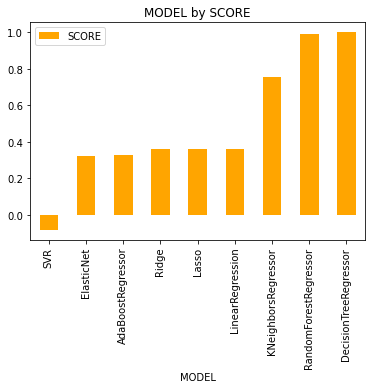 MODEL by SCORE
SCORE
1.0
0.8
0.6
0.4
0.2
0.0
SVR
ElasticNet
AdaBoostRegressor
Ridge
Lasso
LinearRegression
KNeighborsRegressor
RandomForestRegressor
DecisionTreeRegressor
MODEL